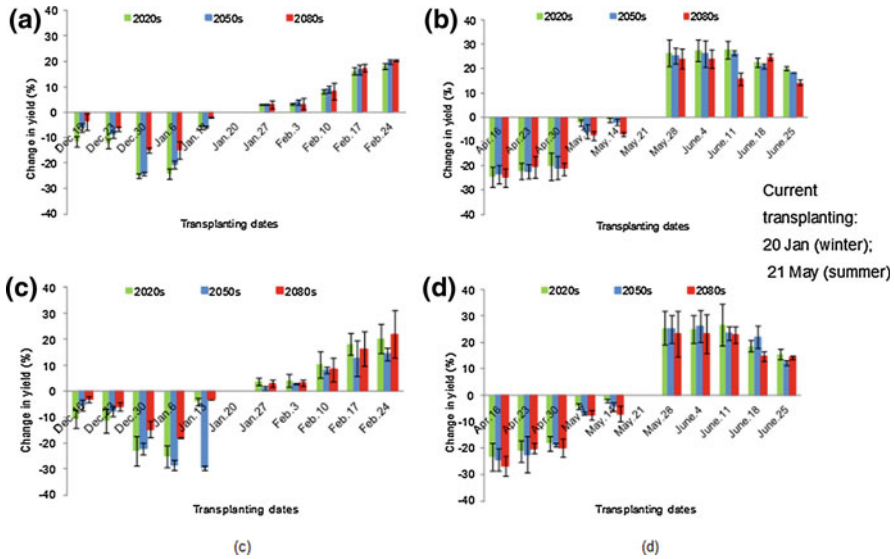 (a)
2020s 2050s 2080s
Change in yield (%)
40
30
20
10
0
-10
-20
-30
-40
Dec.16 Dec.23 Dec.30 Jan.6 Jan.13 Jan.20 Jan.27 Feb.3 Feb.10 Feb.17 Feb.24
Transplanting dates
(b)
2020s 2050s 2080s
Change in yield (%)
40
30
20
10
0
-10
-20
-30
-40
Apr.16 Apr.23 Apr.30 May.14 May.21 May.28 June.4 June.11 June.18 June.25
Transplanting dates
Current
transplanting:
20 Jan (winter);
21 May (summer)
(c)
2020s 2050s 2080s
Change in yield (%)
40
30
20
10
0
-10
-20
-30
-40
Dec.16 Dec.30 Jan.6 Jan.13 Jan.20 Jan.27 Feb.3 Feb.10 Feb.17 Feb.24
Transplanting dates
(c)
(d)
2020s 2050s 2080s
Change in yield (%)
40
30
20
10
0
-10
-20
-30
-40
Apr.16 Apr.23 Apr.30 May.14 May.21 May.28 June.4 June.11 June.18 June.25
Transplanting dates
(d)